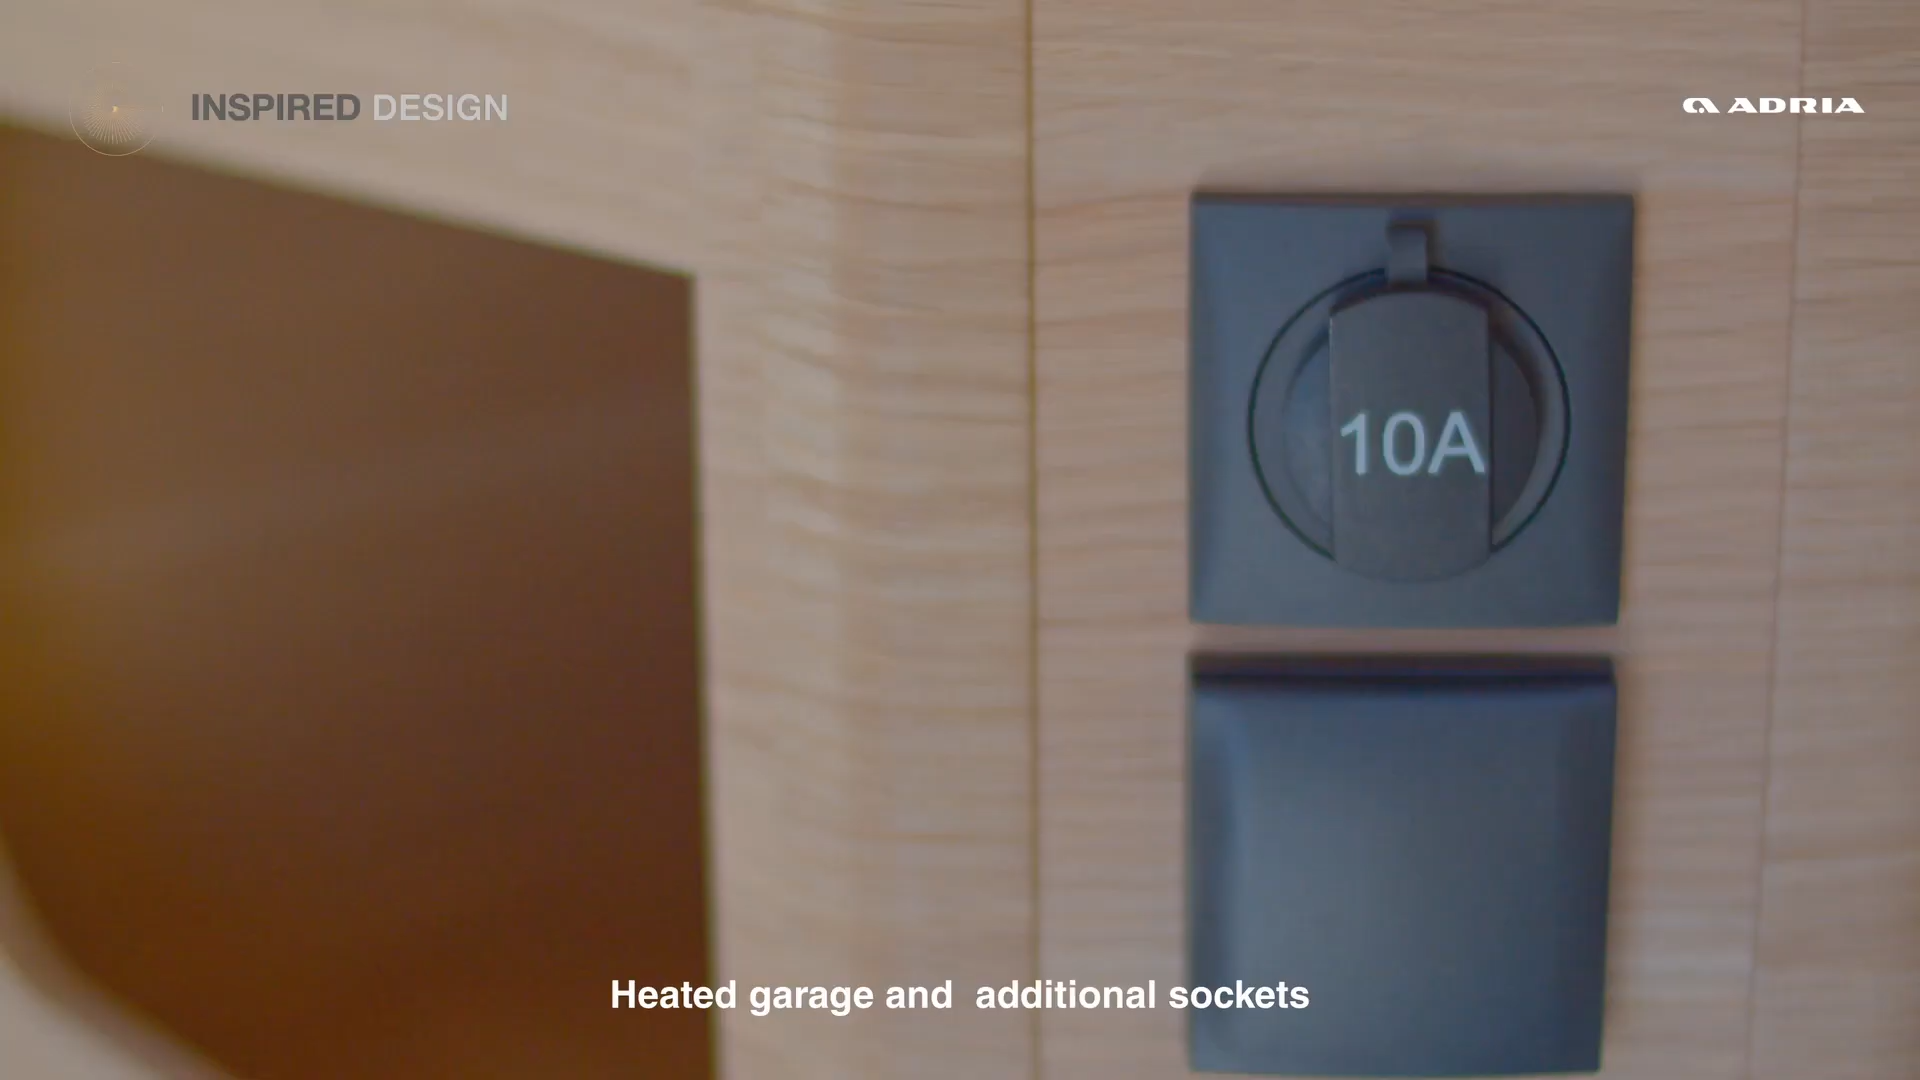 INSPIRED DESIGN
ADRIA
10A
Heated garage and  additional sockets